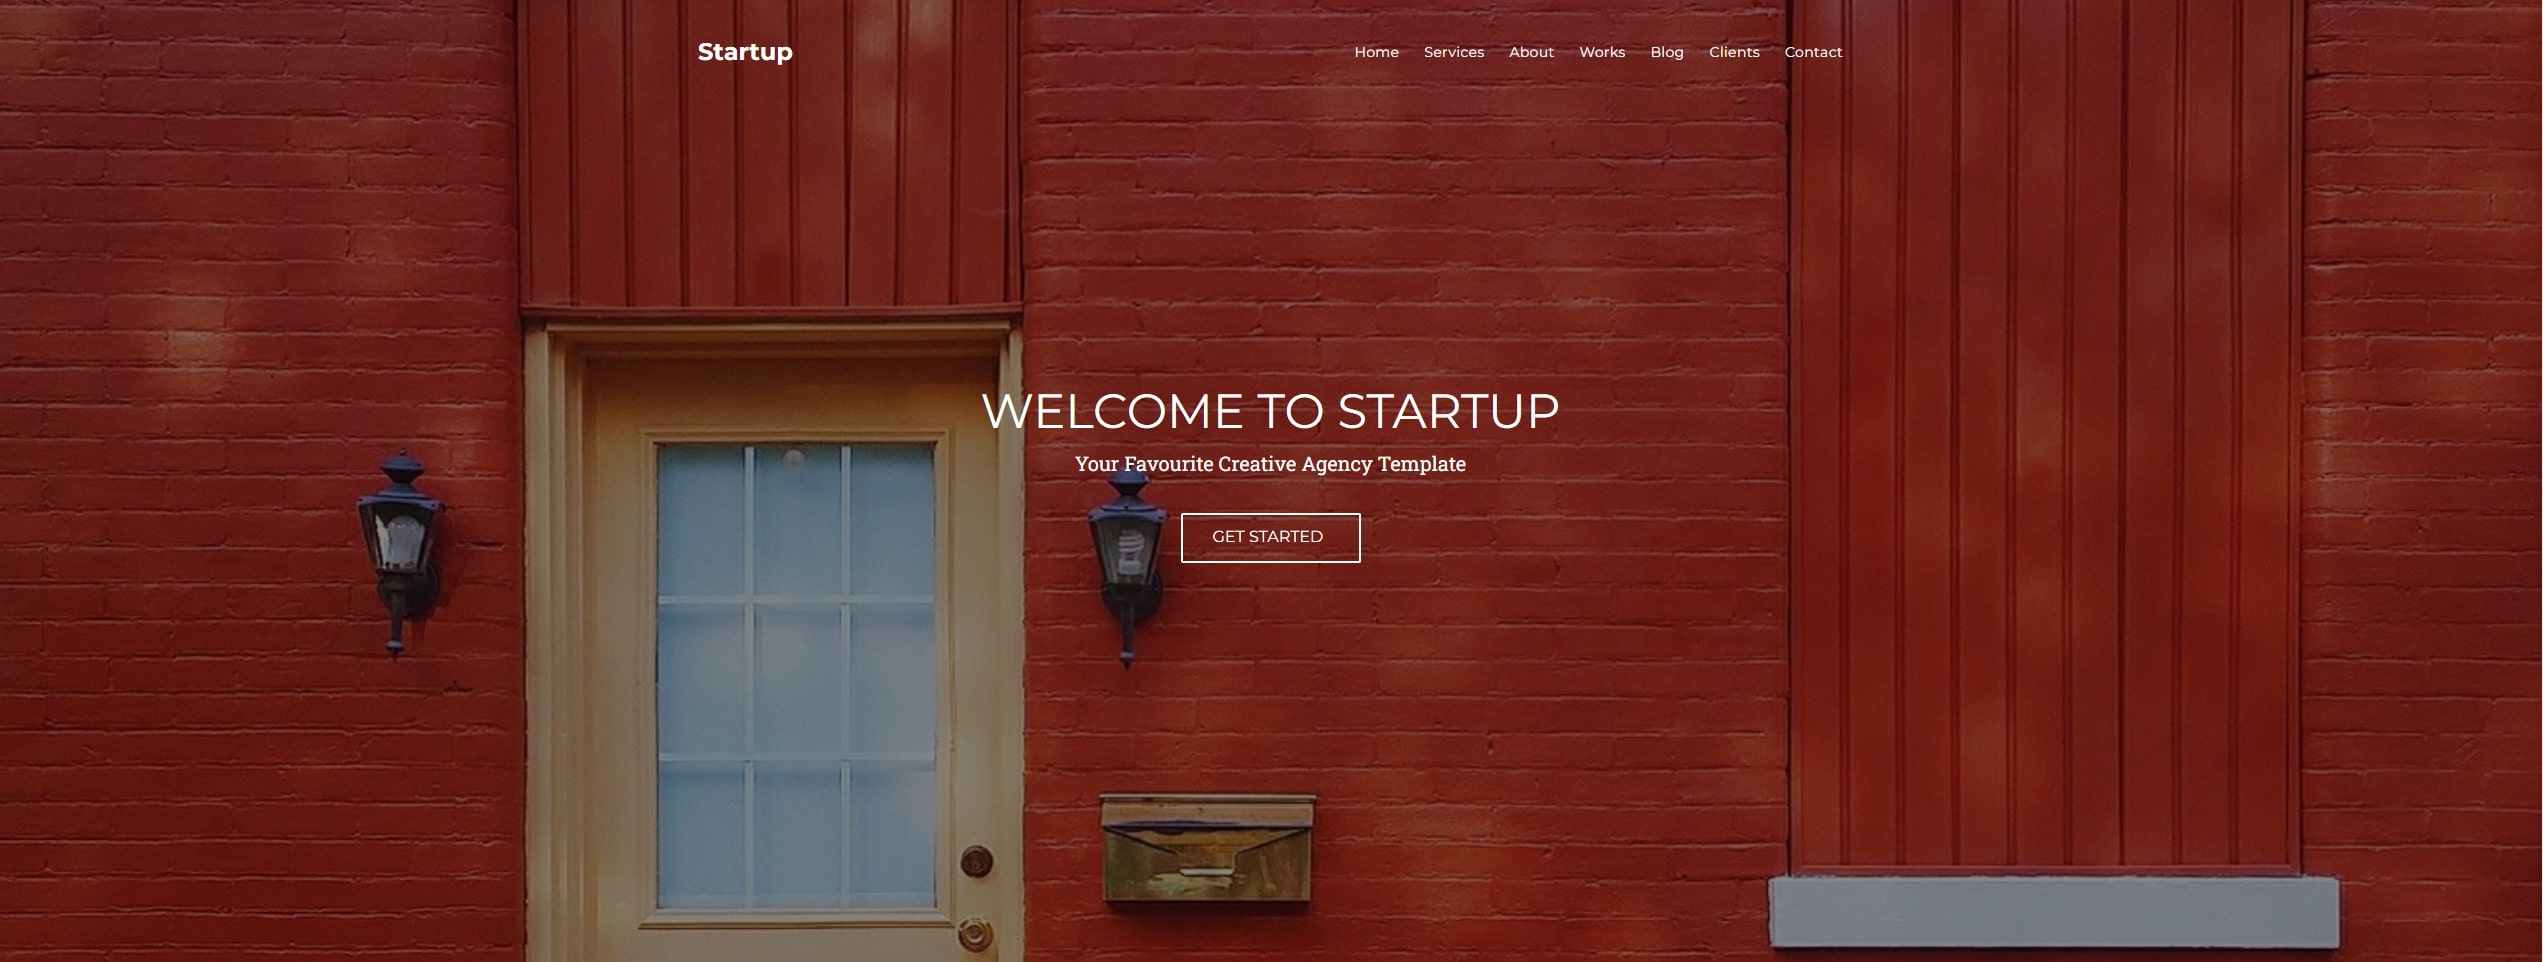 Startup
Home Services About Works Blog Clients Contact
WELCOME TO STARTUP
Your Favourite Creative Agency Template
GET STARTED